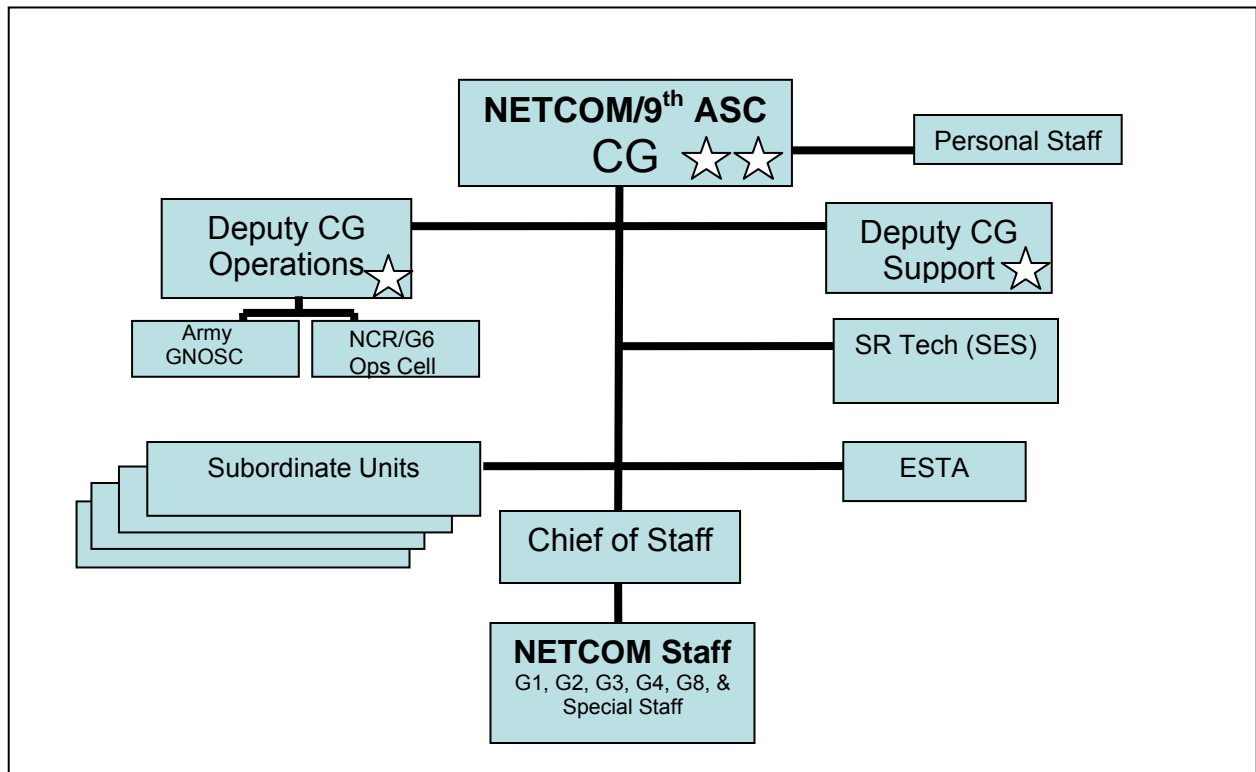 NETCOM/9th ASC
CG
Personal Staff
Deputy CG
Operations
Deputy CG
Support
Army
GNOSC
NCR/G6
Ops Cell
SR Tech (SES)
Subordinate Units
ESTA
Chief of Staff
NETCOM Staff
G1, G2, G3, G4, G8, &
Special Staff